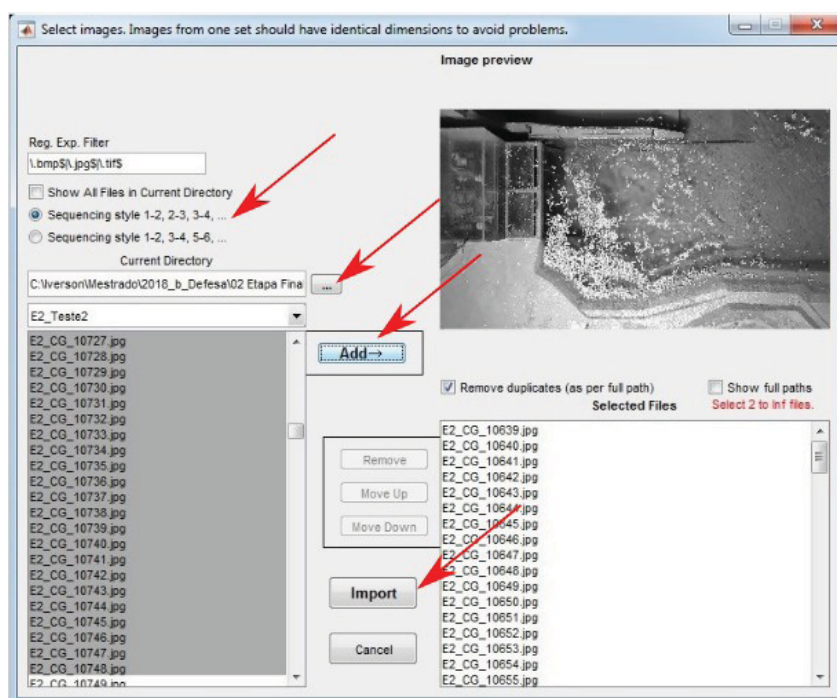 Select images. Images from one set should have identical dimensions to avoid problems.
Image preview
Reg. Exp. Filter
\.bmp$|\.jpg$|\.tif$
Show All Files in Current Directory
Sequencing style 1-2, 2-3, 3-4, ...
Sequencing style 1-2, 3-4, 5-6, ...
Current Directory
C:\Iverson\Mestrado\2018_b_Defesa\02 Etapa Fina
...
E2_Teste2
E2_CG_10727.jpg
E2_CG_10728.jpg
E2_CG_10729.jpg
E2_CG_10730.jpg
E2_CG_10731.jpg
E2_CG_10732.jpg
E2_CG_10733.jpg
E2_CG_10734.jpg
E2_CG_10735.jpg
E2_CG_10736.jpg
E2_CG_10737.jpg
E2_CG_10738.jpg
E2_CG_10739.jpg
E2_CG_10740.jpg
E2_CG_10741.jpg
E2_CG_10742.jpg
E2_CG_10743.jpg
E2_CG_10744.jpg
E2_CG_10745.jpg
E2_CG_10746.jpg
E2_CG_10747.jpg
E2_CG_10748.jpg
E2_CG_10749.jpg
Add→
Remove
Move Up
Move Down
Import
Cancel
Remove duplicates (as per full path)
Show full paths
Selected Files
Select 2 to Inf files.
E2_CG_10639.jpg
E2_CG_10640.jpg
E2_CG_10641.jpg
E2_CG_10642.jpg
E2_CG_10643.jpg
E2_CG_10644.jpg
E2_CG_10645.jpg
E2_CG_10646.jpg
E2_CG_10647.jpg
E2_CG_10648.jpg
E2_CG_10649.jpg
E2_CG_10650.jpg
E2_CG_10651.jpg
E2_CG_10652.jpg
E2_CG_10653.jpg
E2_CG_10654.jpg
E2_CG_10655.jpg